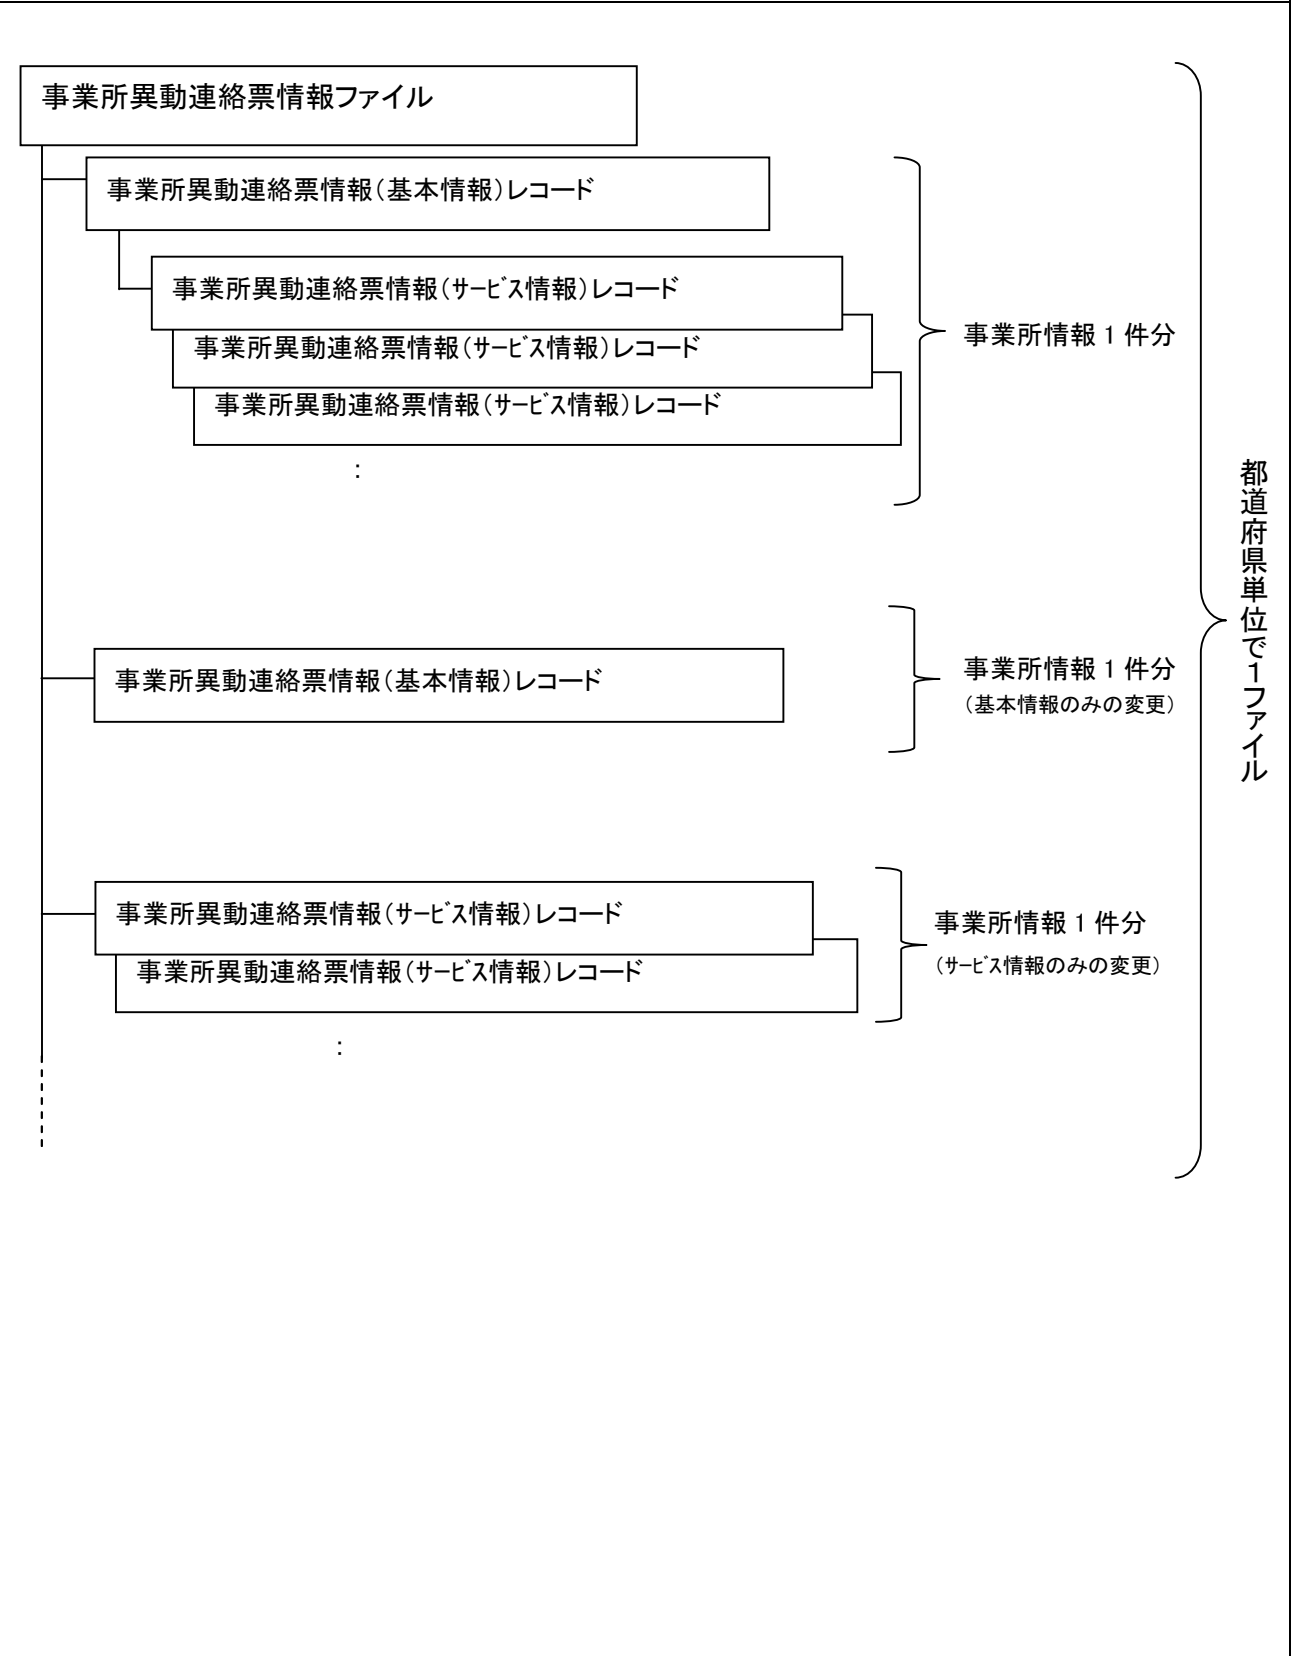 事業所異動連絡票情報ファイル
事業所異動連絡票情報（基本情報）レコード
事業所異動連絡票情報（ｻｰﾋﾞｽ情報）レコード
事業所異動連絡票情報（ｻｰﾋﾞｽ情報）レコード
事業所異動連絡票情報（ｻｰﾋﾞｽ情報）レコード
：
事業所情報 1 件分
事業所異動連絡票情報（基本情報）レコード
事業所情報 1 件分
（基本情報のみの変更）
事業所異動連絡票情報（ｻｰﾋﾞｽ情報）レコード
事業所異動連絡票情報（ｻｰﾋﾞｽ情報）レコード
：
事業所情報 1 件分
（ｻｰﾋﾞｽ情報のみの変更）
都道府県単位で１ファイル